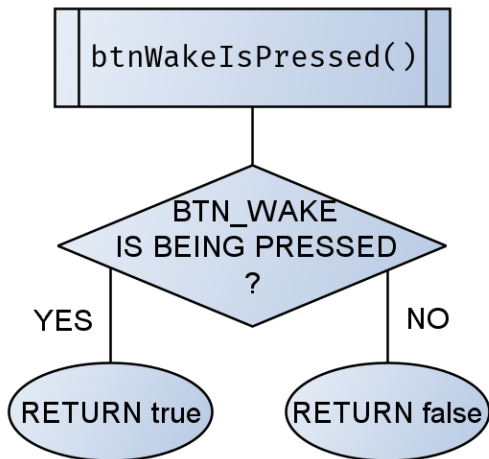 btnWakeIsPressed()
BTN_WAKE
IS BEING PRESSED
?
YES
NO
RETURN true
RETURN false